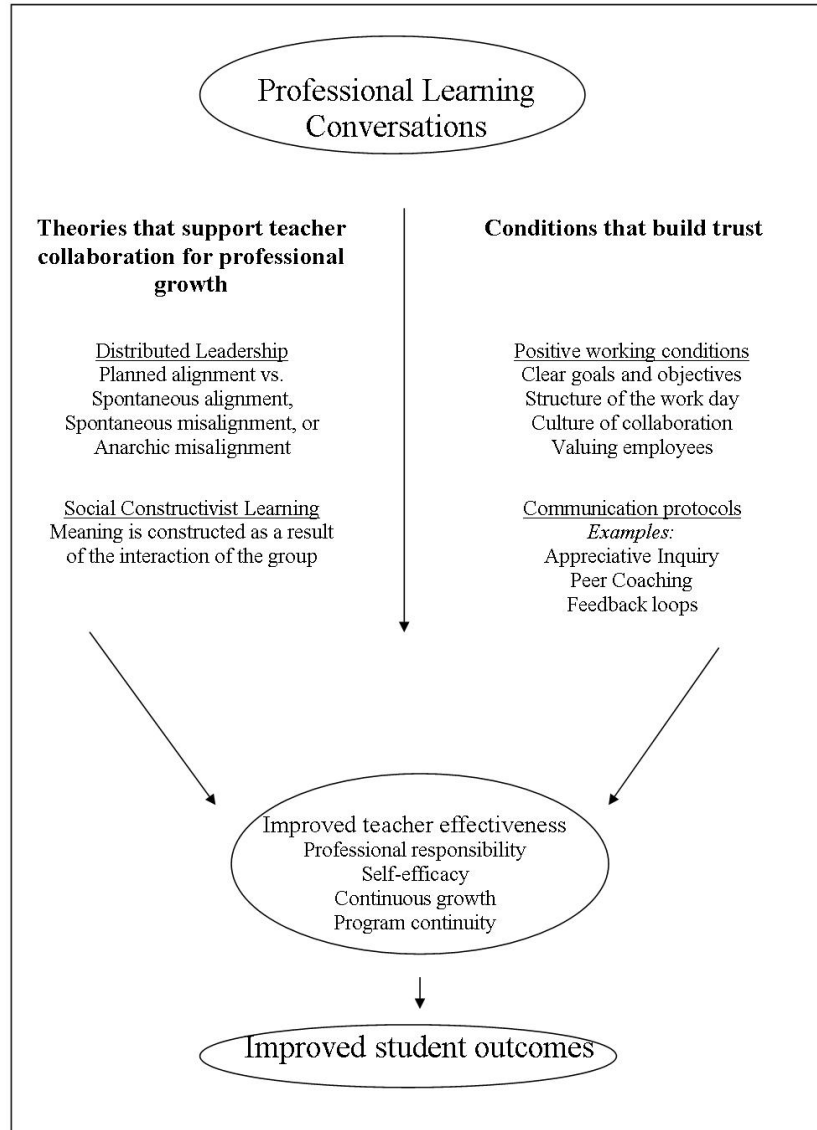 Professional Learning
Conversations
Theories that support teacher
collaboration for professional
growth
Distributed Leadership
Planned alignment vs.
Spontaneous alignment,
Spontaneous misalignment, or
Anarchic misalignment
Social Constructivist Learning
Meaning is constructed as a result
of the interaction of the group
Conditions that build trust
Positive working conditions
Clear goals and objectives
Structure of the work day
Culture of collaboration
Valuing employees
Communication protocols
Examples:
Appreciative Inquiry
Peer Coaching
Feedback loops
Improved teacher effectiveness
Professional responsibility
Self-efficacy
Continuous growth
Program continuity
Improved student outcomes